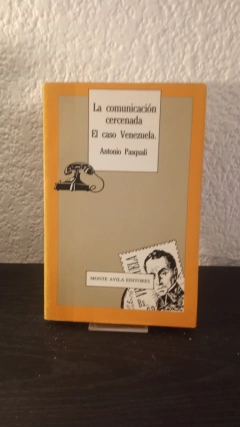 La comunicación
cercenada
El caso Venezuela.
Antonio Pasquali
MONTE AVILA EDITORES